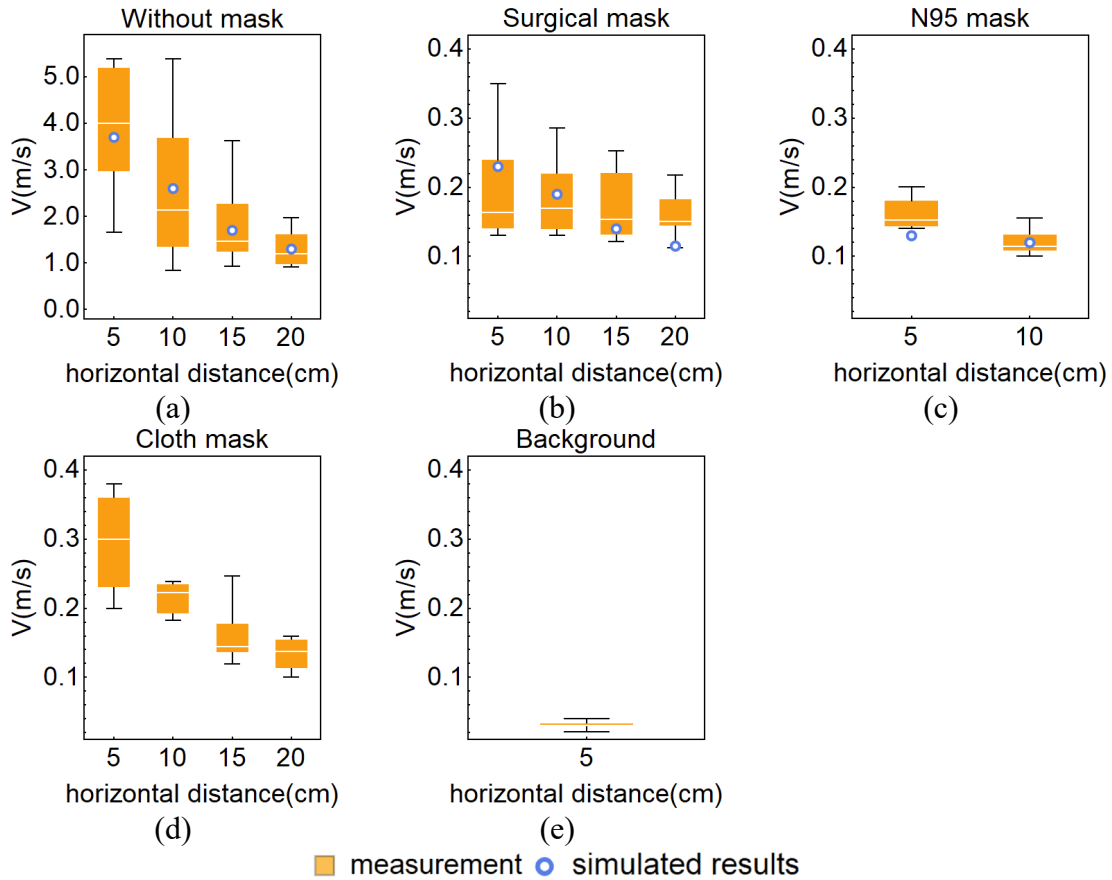 Without mask
Surgical mask
N95 mask
V(m/s)
5.0
4.0
3.0
2.0
1.0
0.0
5 10 15 20
horizontal distance(cm)
(a)
V(m/s)
0.4
0.3
0.2
0.1
5 10 15 20
horizontal distance(cm)
(b)
V(m/s)
0.4
0.3
0.2
0.1
5 10
horizontal distance(cm)
(c)
Cloth mask
V(m/s)
0.4
0.3
0.2
0.1
5 10 15 20
horizontal distance(cm)
(d)
Background
V(m/s)
0.4
0.3
0.2
0.1
5
horizontal distance(cm)
(e)
measurement simulated results